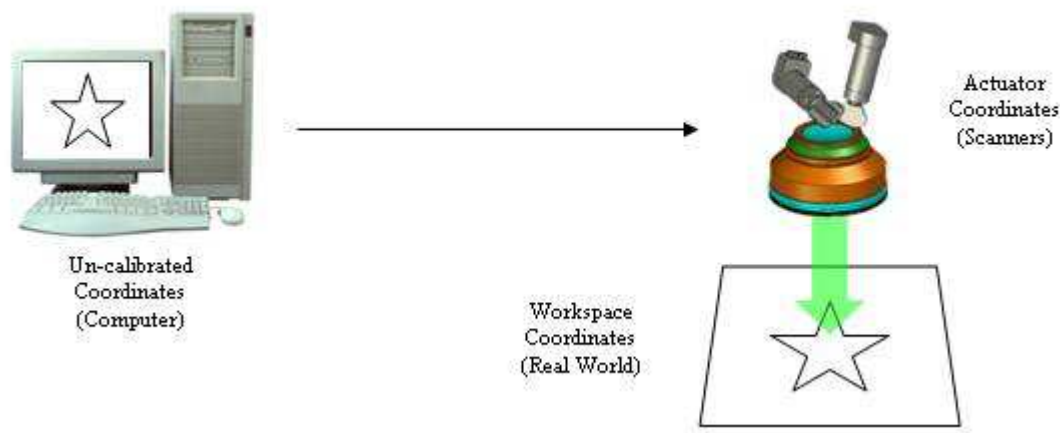 Un-calibrated
Coordinates
(Computer)
Actuator
Coordinates
(Scanners)
Workspace
Coordinates
(Real World)